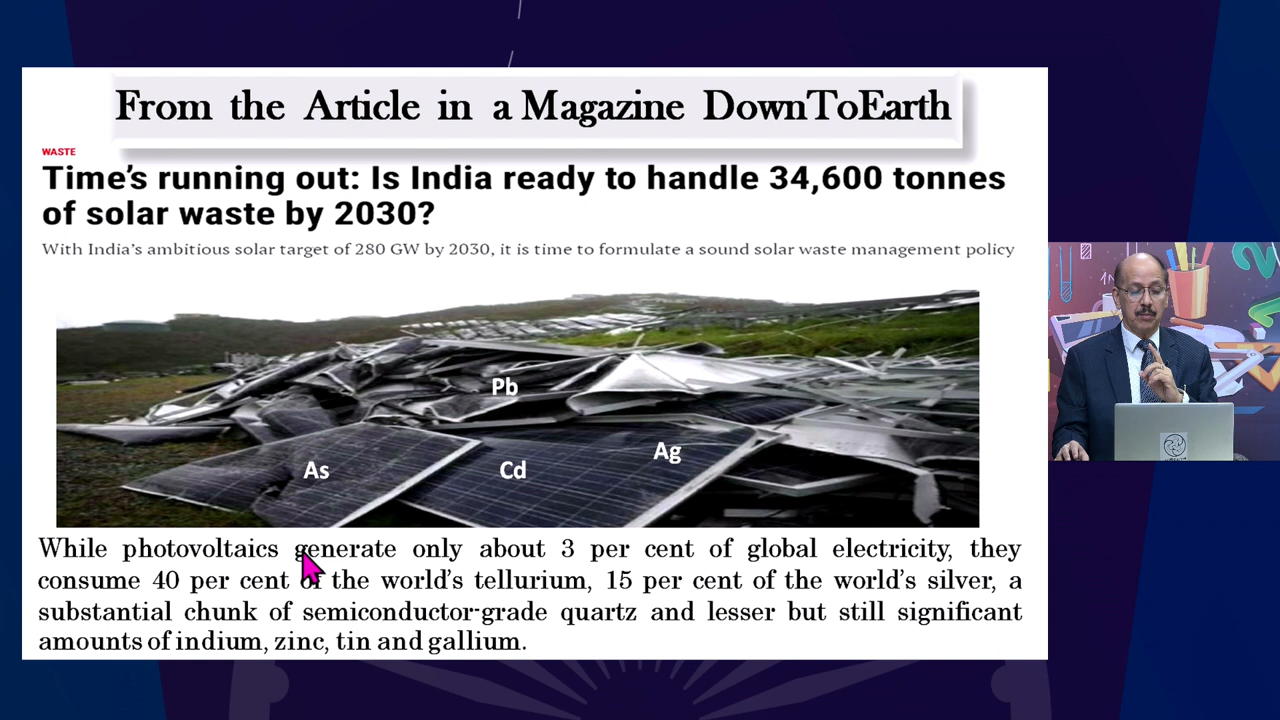 From the Article in a Magazine DownToEarth
WASTE
Time's running out: Is India ready to handle 34,600 tonnes
of solar waste by 2030?
With India's ambitious solar target of 280 GW by 2030, it is time to formulate a sound solar waste management policy
Pb
Ag
As
Cd
While photovoltaics generate only about 3 per cent of global electricity, they
consume 40 per cent of the world's tellurium, 15 per cent of the world's silver, a
substantial chunk of semiconductor-grade quartz and lesser but still significant
amounts of indium, zinc, tin and gallium.